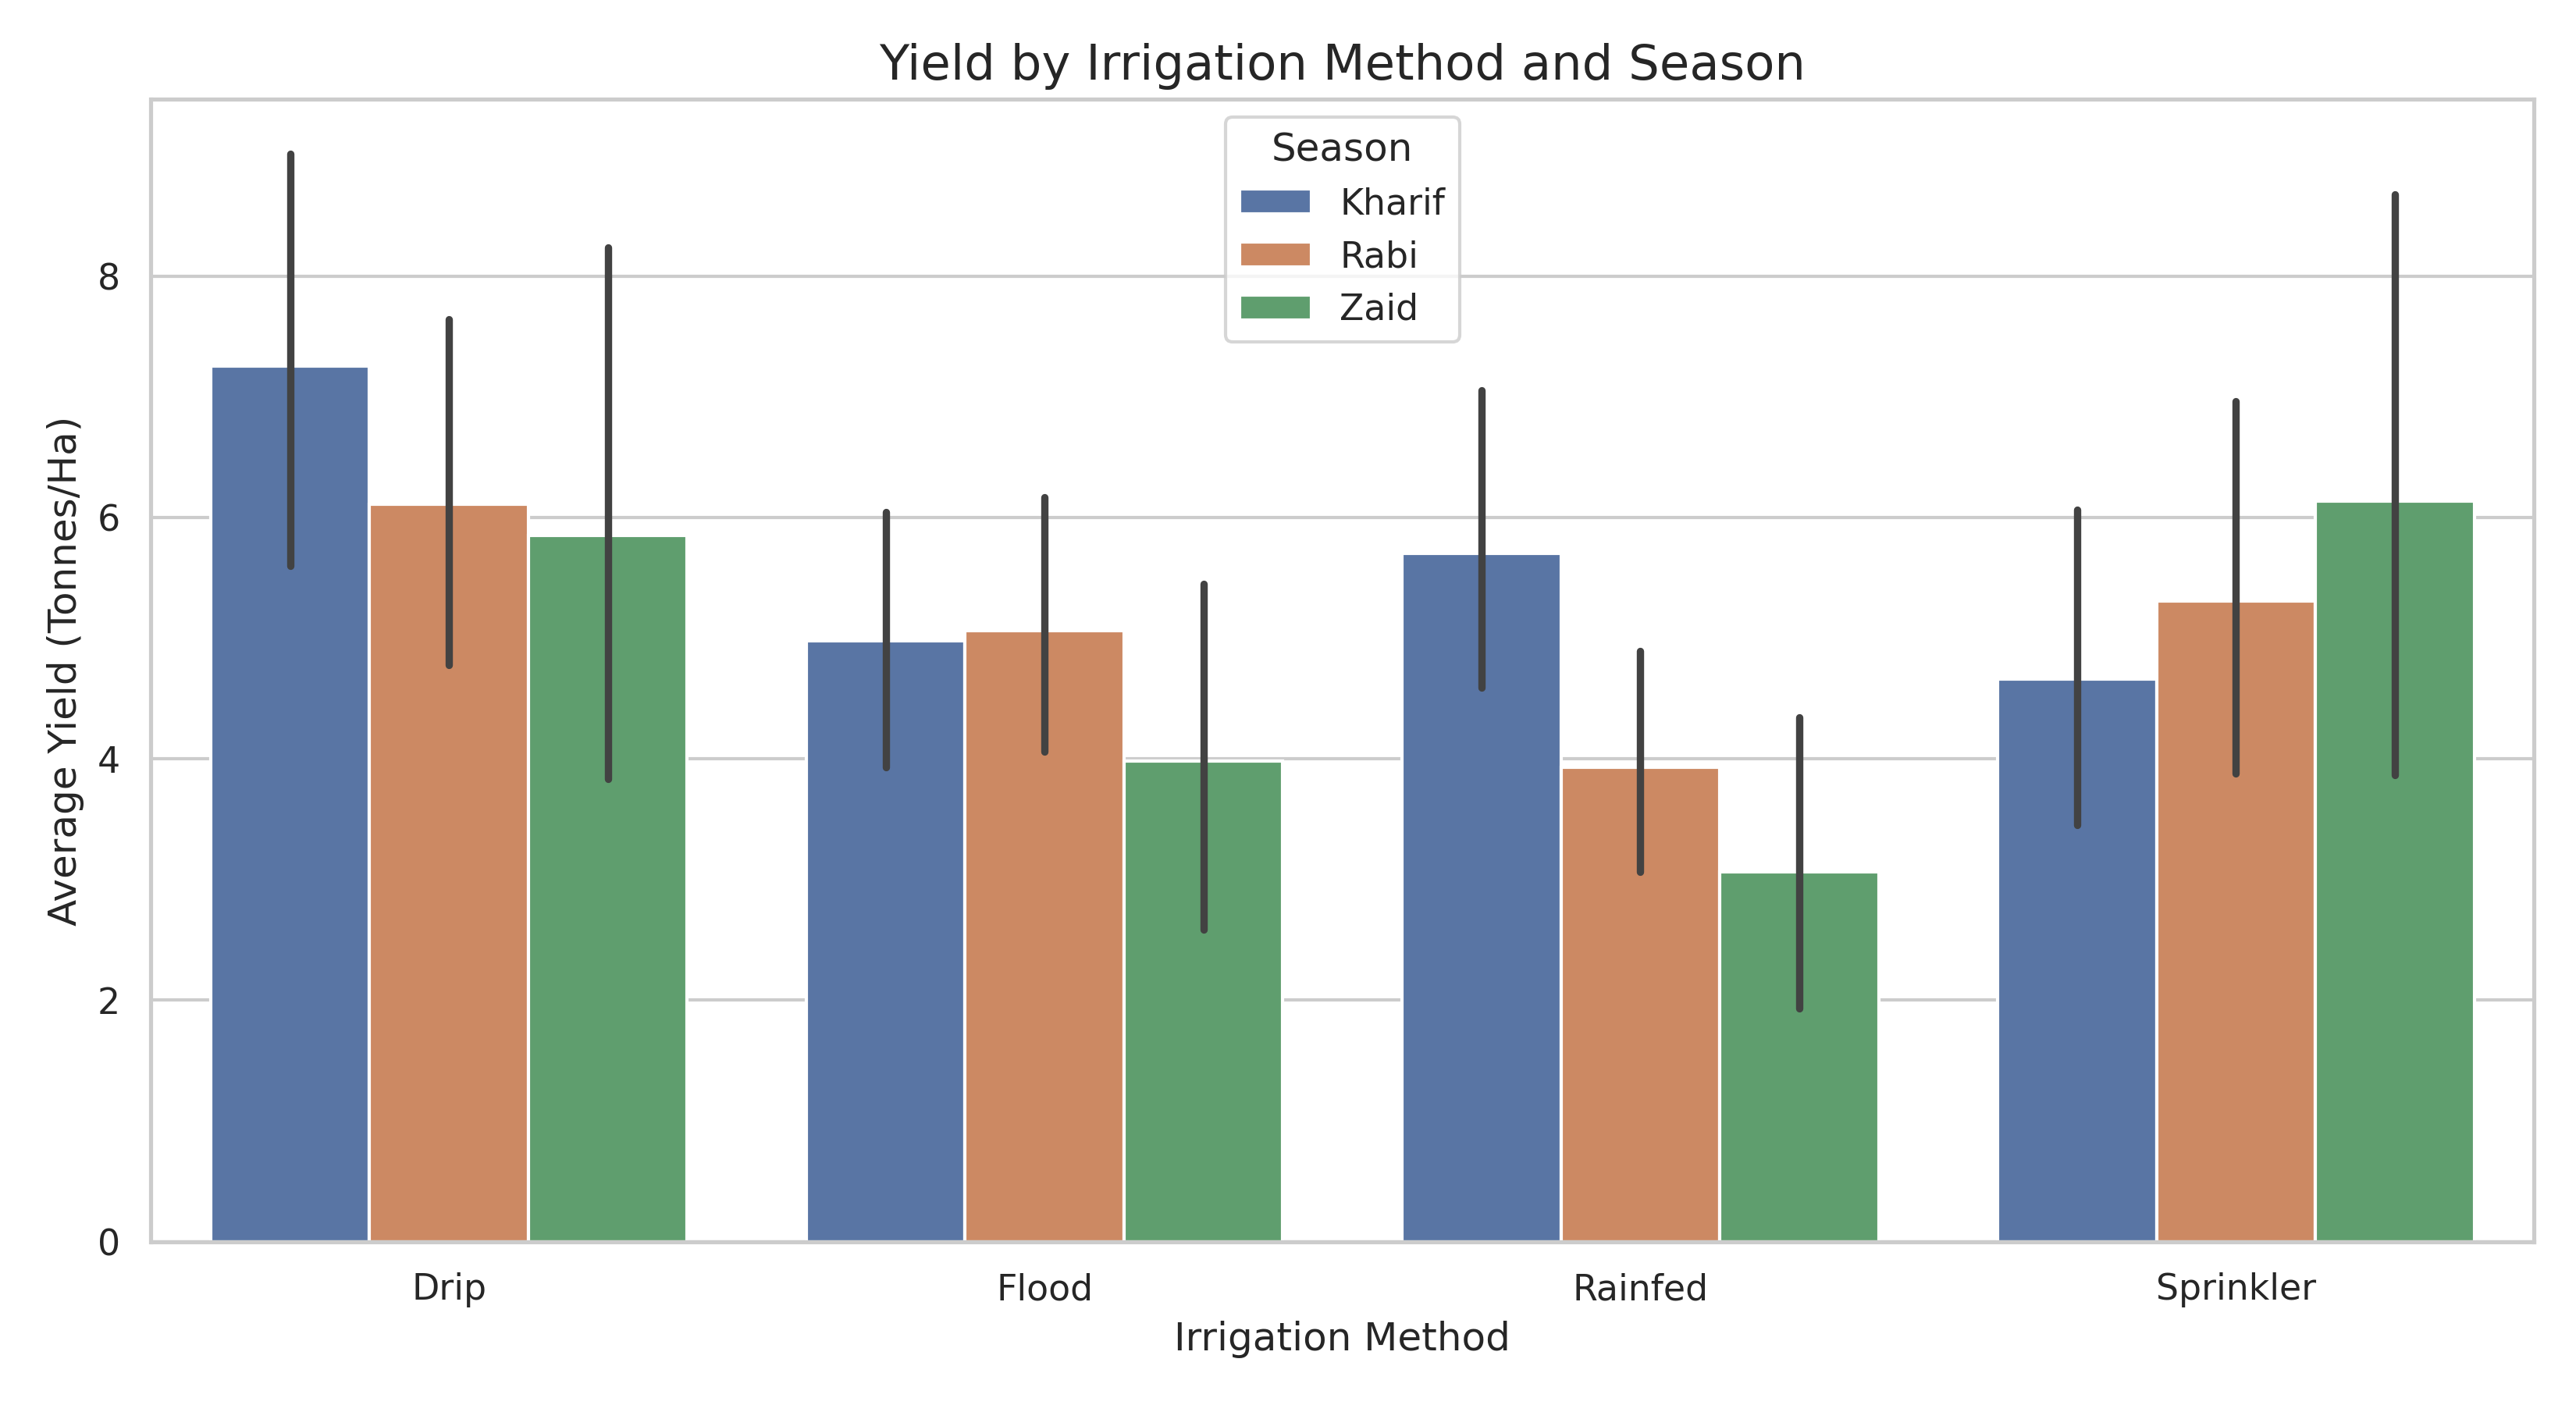 Yield by Irrigation Method and Season
Season
Kharif
Rabi
Zaid
Average Yield (Tonnes/Ha)
8
6
4
2
0
Drip
Flood
Rainfed
Sprinkler
Irrigation Method